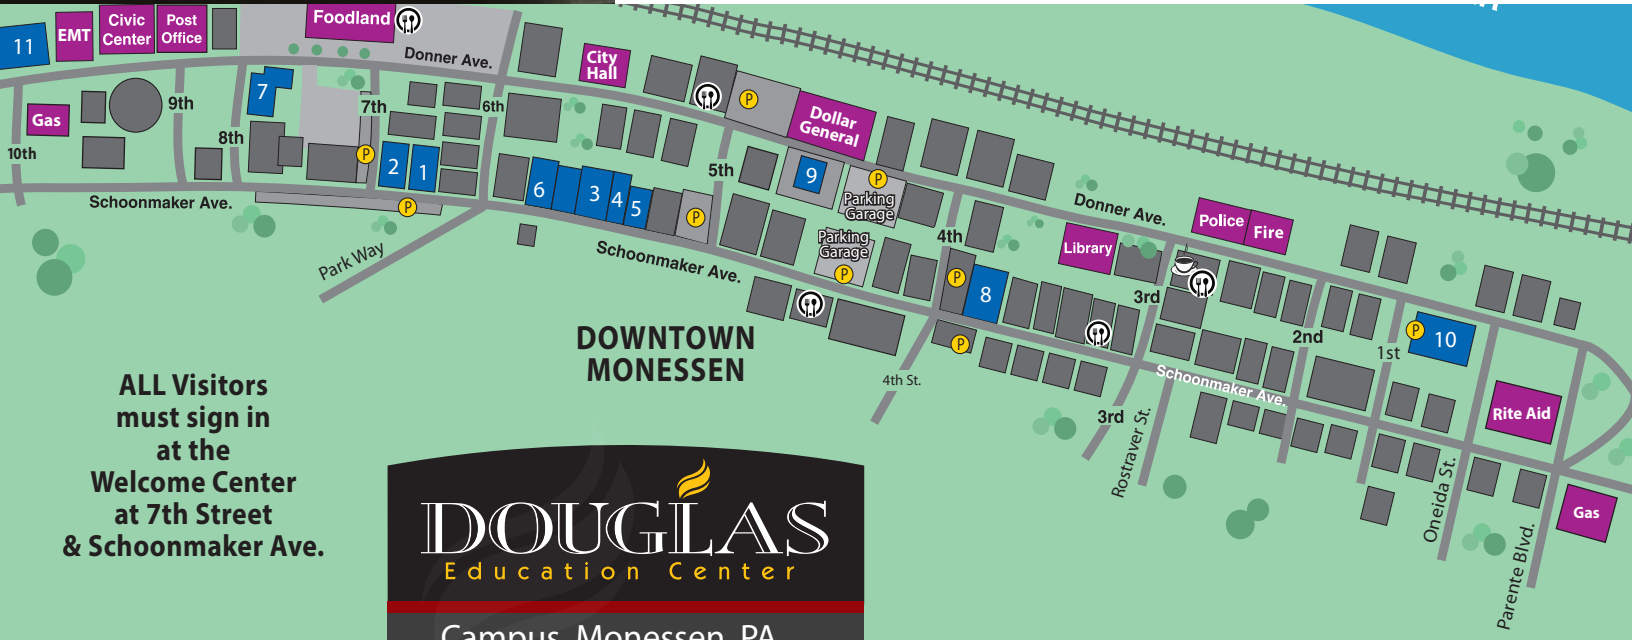 11
EMT
Civic
Center
Post
Office
Foodland
Donner Ave.
City
Hall
7
Gas
9th
7th
6th
P
Dollar
General
10th
8th
P
2
1
5th
9
P
Parking
Garage
6
3
4
5
P
Schoonmaker Ave.
P
Donner Ave.
Police
Fire
4th
Library
Parking
Garage
P
Park Way
Schoonmaker Ave.
P
8
3rd
2nd
P
10
1st
P
DOWNTOWN
MONESSEN
4th St.
Schoonmaker Ave.
3rd
Rostraver St.
Rite Aid
Oneida St.
Gas
Parente Blvd.
ALL Visitors
must sign in
at the
Welcome Center
at 7th Street
& Schoonmaker Ave.
DOUGLAS
Education Center
Campus, Monessen, PA